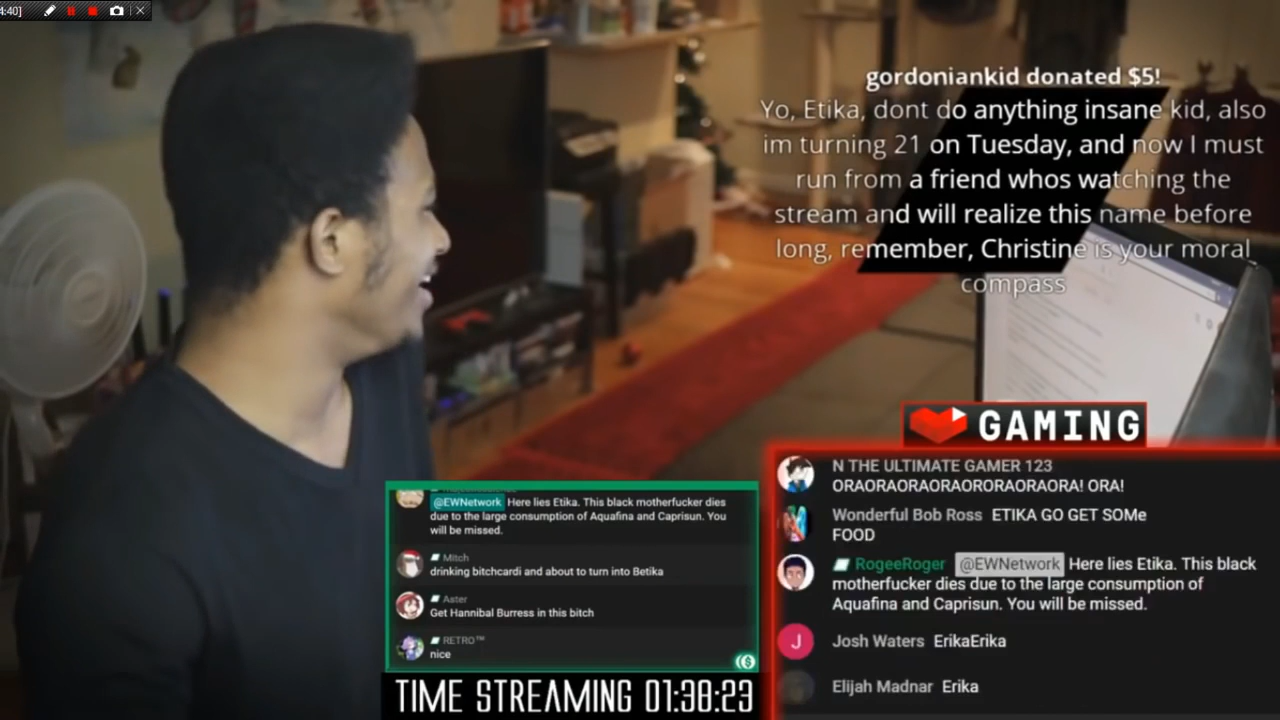 4:40]
gordoniankid donated $5!
Yo, Etika, dont do anything insane kid, also
im turning 21 on Tuesday, and now I must
run from a friend whos watching the
stream and will realize this name before
long, remember, Christine is your moral
compass
GAMING
N THE ULTIMATE GAMER 123
ORAORAORAORAORORAORAORA! ORA!
Wonderful Bob Ross ETIKA GO GET SOMe
FOOD
RogeeRoger @EWNetwork Here lies Etika. This black
motherfucker dies due to the large consumption of
Aquafina and Caprisun. You will be missed.
Josh Waters ErikaErika
Elijah Madnar Erika
@EWNetwork Here lies Etika. This black motherfucker dies
due to the large consumption of Aquafina and Caprisun. You
will be missed.
MItch
drinking bitchcardi and about to turn into Betika
Aster
Get Hannibal Burress in this bitch
RETRO™
nice
TIME STREAMING 01:38:23